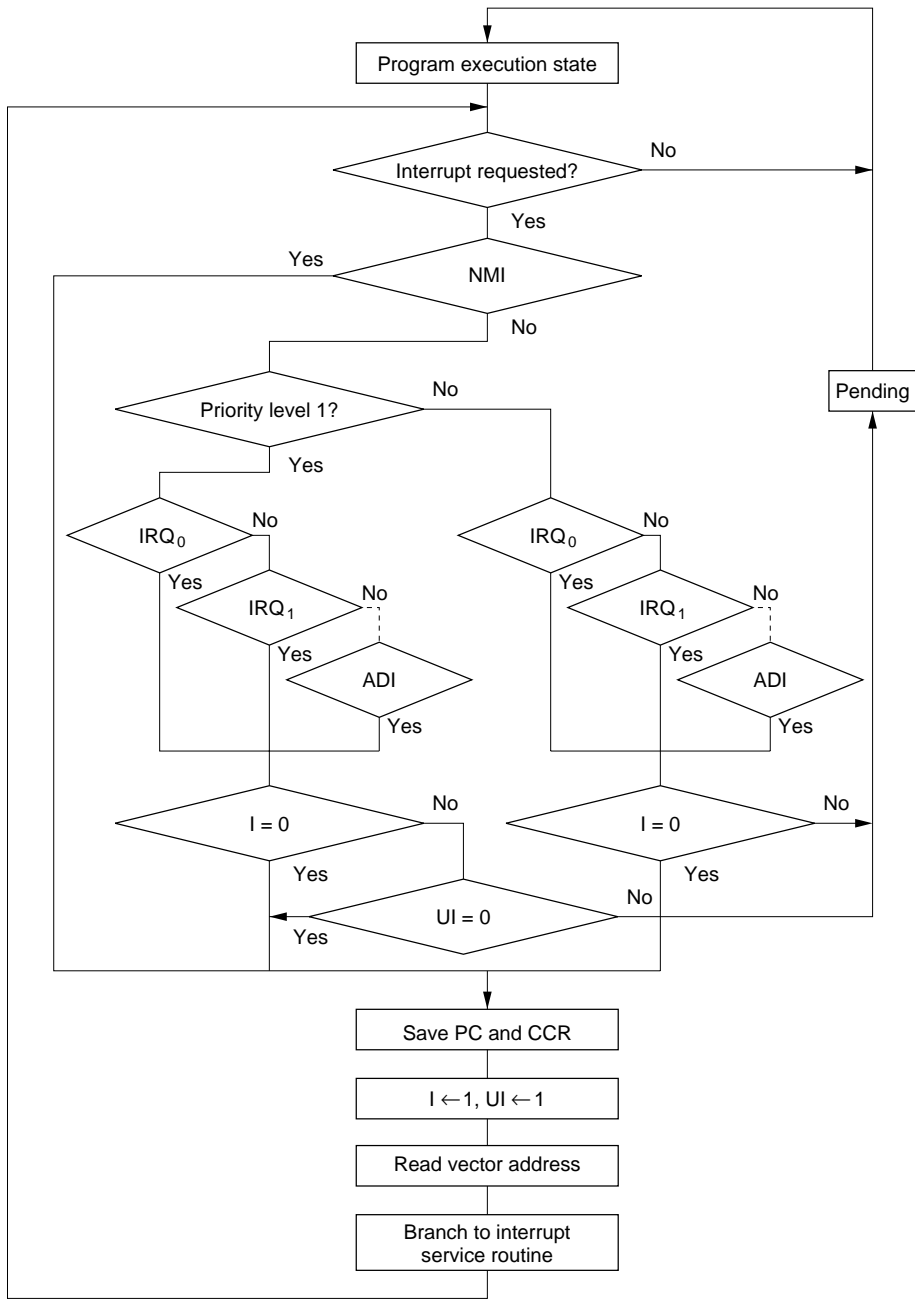 Program execution state
Interrupt requested?
No
Yes
Yes
NMI
No
Priority level 1?
No
Pending
Yes
IRQ0
No
IRQ0
No
Yes
Yes
IRQ1
No
IRQ1
No
Yes
Yes
ADI
ADI
Yes
Yes
I = 0
No
I = 0
No
Yes
Yes
UI = 0
No
Yes
Save PC and CCR
I ←1, UI ←1
Read vector address
Branch to interrupt
service routine